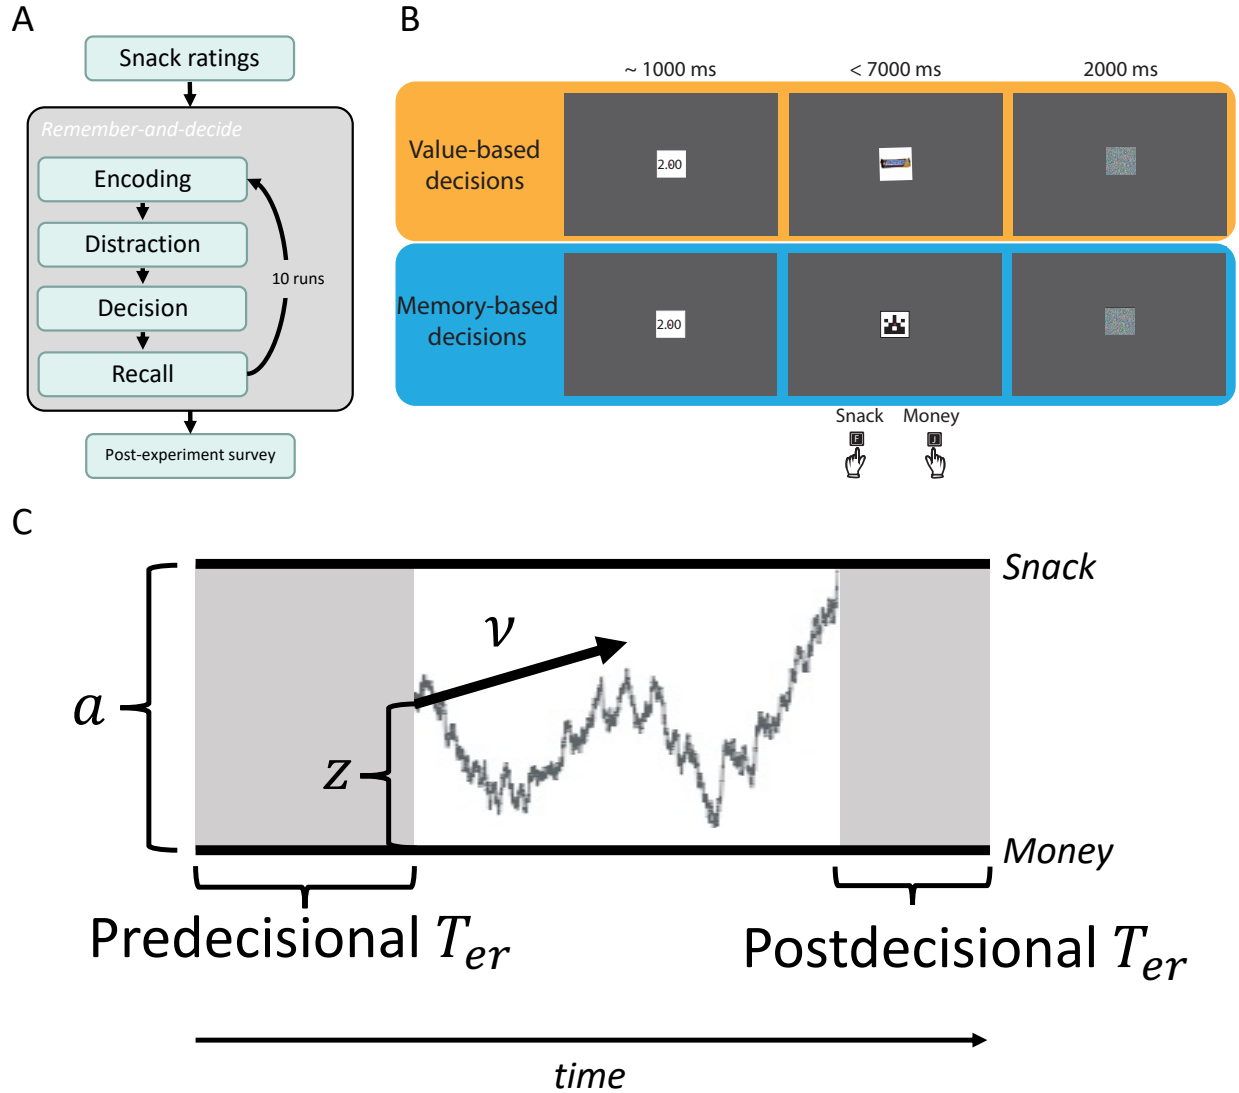 A
Snack ratings
Remember-and-decide
Encoding
Distraction
Decision
Recall
10 runs
Post-experiment survey
B
~ 1000 ms
< 7000 ms
2000 ms
Value-based
decisions
2.00
Memory-based
decisions
2.00
Snack
Money
F
J
C
Snack
a
ν
z
Money
Predecisional T_er
Postdecisional T_er
time